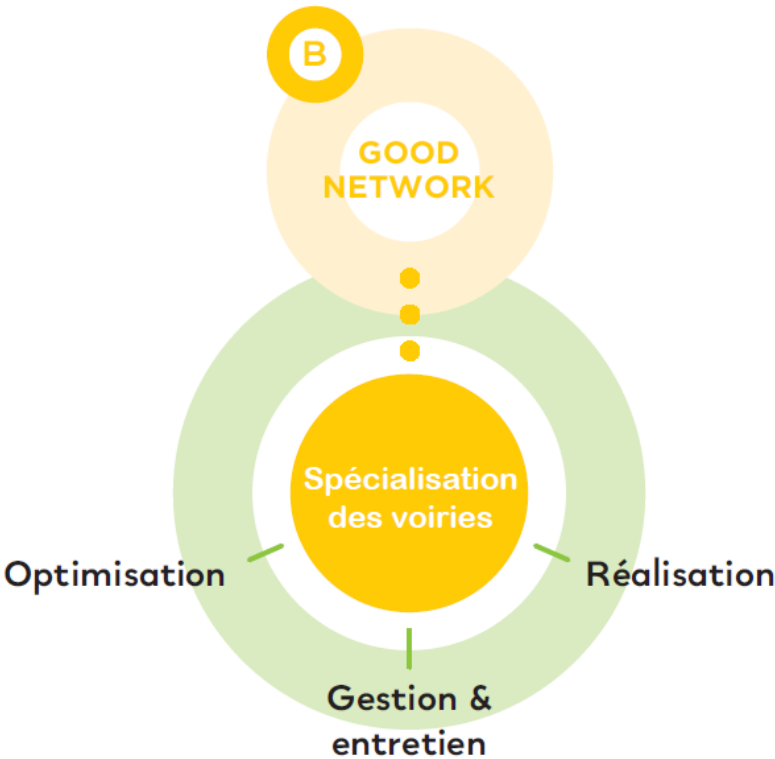 B
GOOD
NETWORK
Spécialisation
des voiries
Optimisation
Réalisation
Gestion &
entretien